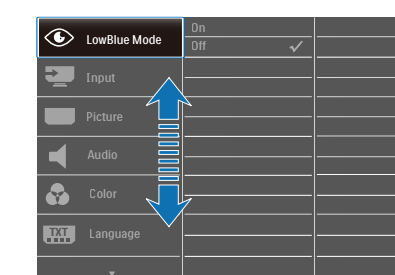 LowBlue Mode
On
Off
Input
Picture
Audio
Color
TXT
Language